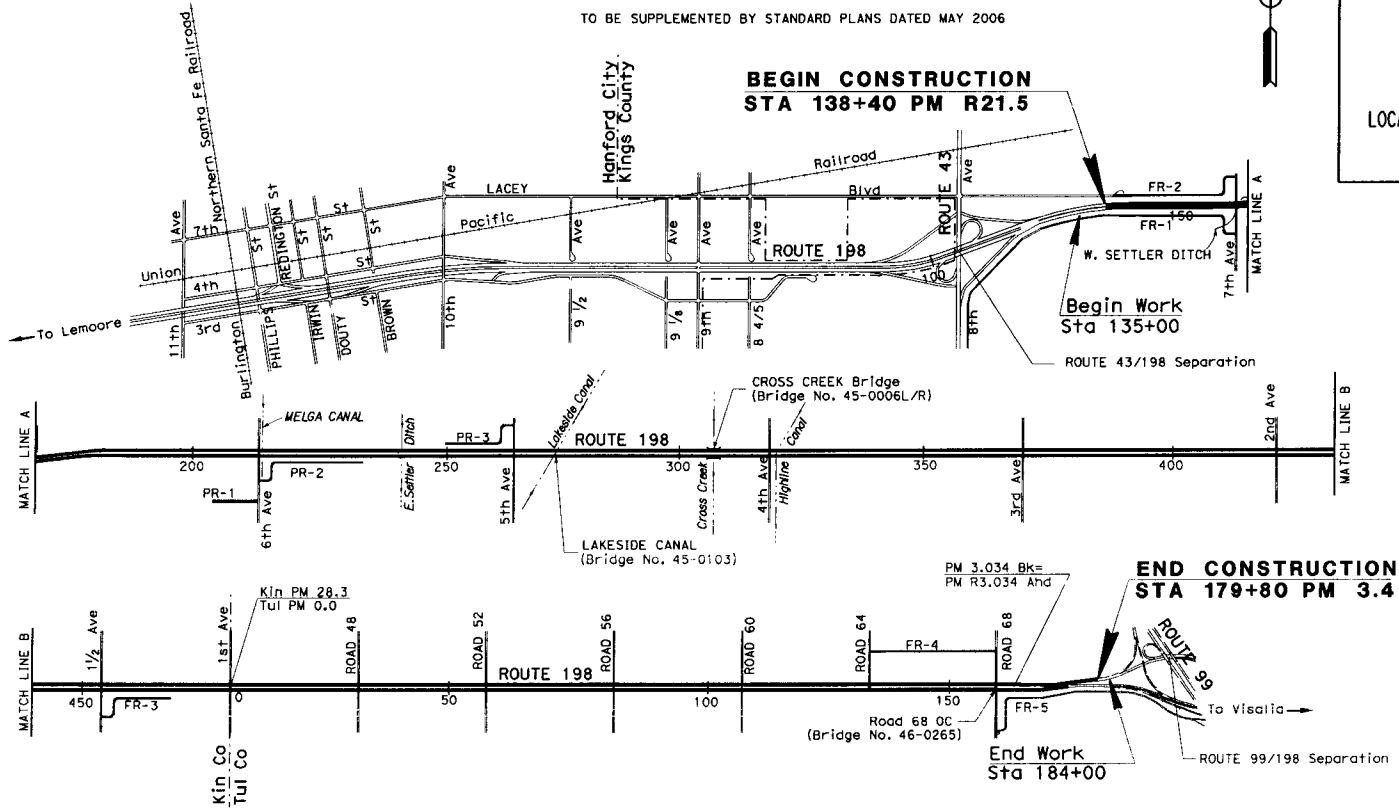 TO BE SUPPLEMENTED BY STANDARD PLANS DATED MAY 2006
LOCA
BEGIN CONSTRUCTION
STA 138+40 PM R21.5
Northern Santa Fe Railroad
Burlington
Hanford City
Kings County
Railroad
ROUTE 43
Ave
LACEY
Blvd
FR-2
FR-1
150
W. SETTLER DITCH
7th Ave
MATCH LINE A
Ave
7th
St
St
REDINGTON St
St
St
Pacific
Union
4th
St
3rd
St
To Lemoore
11th
PHILLIPS
IRWIN
DOUTY
BROWN
Ave
10th
Ave
9 1/2
Ave
9 1/8
Ave
9th
Ave
8 4/5
ROUTE 198
100
8th
Begin Work
Sta 135+00
ROUTE 43/198 Separation
MATCH LINE A
MELGA CANAL
200
PR-1
PR-2
6th Ave
E.Settler Ditch
250
PR-3
5th Ave
Lakeside Canal
ROUTE 198
LAKESIDE CANAL
(Bridge No. 45-0103)
CROSS CREEK Bridge
(Bridge No. 45-0006L/R)
300
Cross Creek
4th Ave
Highline Canal
350
3rd Ave
400
2nd Ave
MATCH LINE B
MATCH LINE B
450
1½ Ave
FR-3
1st Ave
Kin PM 28.3
Tul PM 0.0
0
Kin Co
Tul Co
ROAD 48
50
ROAD 52
ROUTE 198
ROAD 56
100
ROAD 60
ROAD 64
FR-4
150
ROAD 68
PM 3.034 Bk=
PM R3.034 Ahd
END CONSTRUCTION
STA 179+80 PM 3.4
ROUTE 99
Road 68 OC
(Bridge No. 46-0265)
FR-5
To Visalia
End Work
Sta 184+00
ROUTE 99/198 Separation